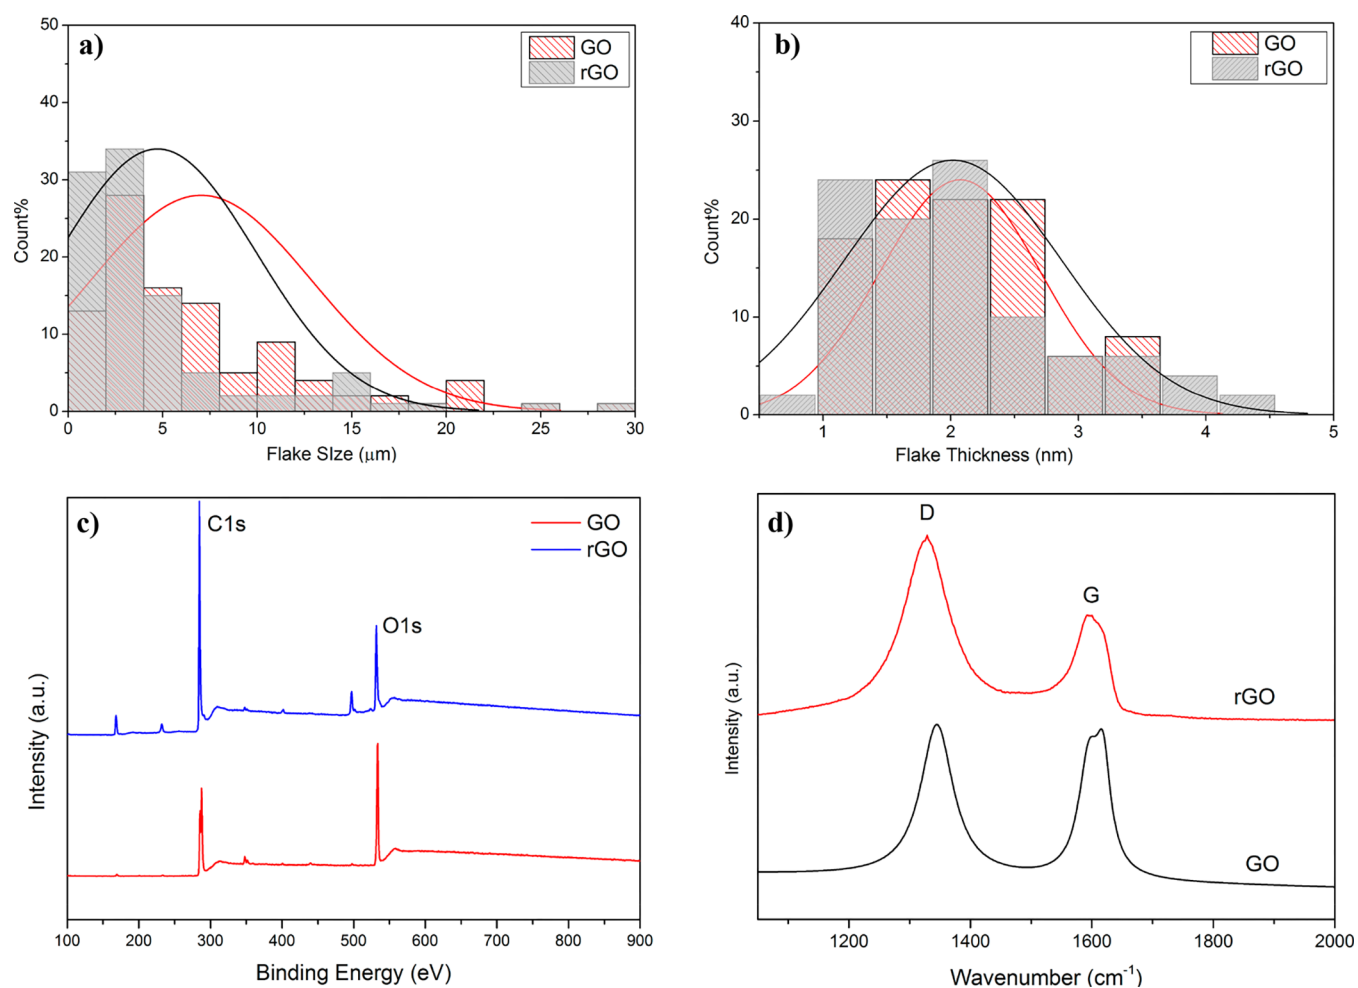 a)
GO
rGO
50
40
30
20
10
0
Count%
0 5 10 15 20 25 30
Flake SIze (μm)
b)
GO
rGO
40
30
20
10
0
Count%
1 2 3 4 5
Flake Thickness (nm)
c)
C1s
O1s
GO
rGO
Intensity (a.u.)
100 200 300 400 500 600 700 800 900
Binding Energy (eV)
d)
D
G
rGO
GO
Intensity (a.u.)
1200 1400 1600 1800 2000
Wavenumber (cm⁻¹)